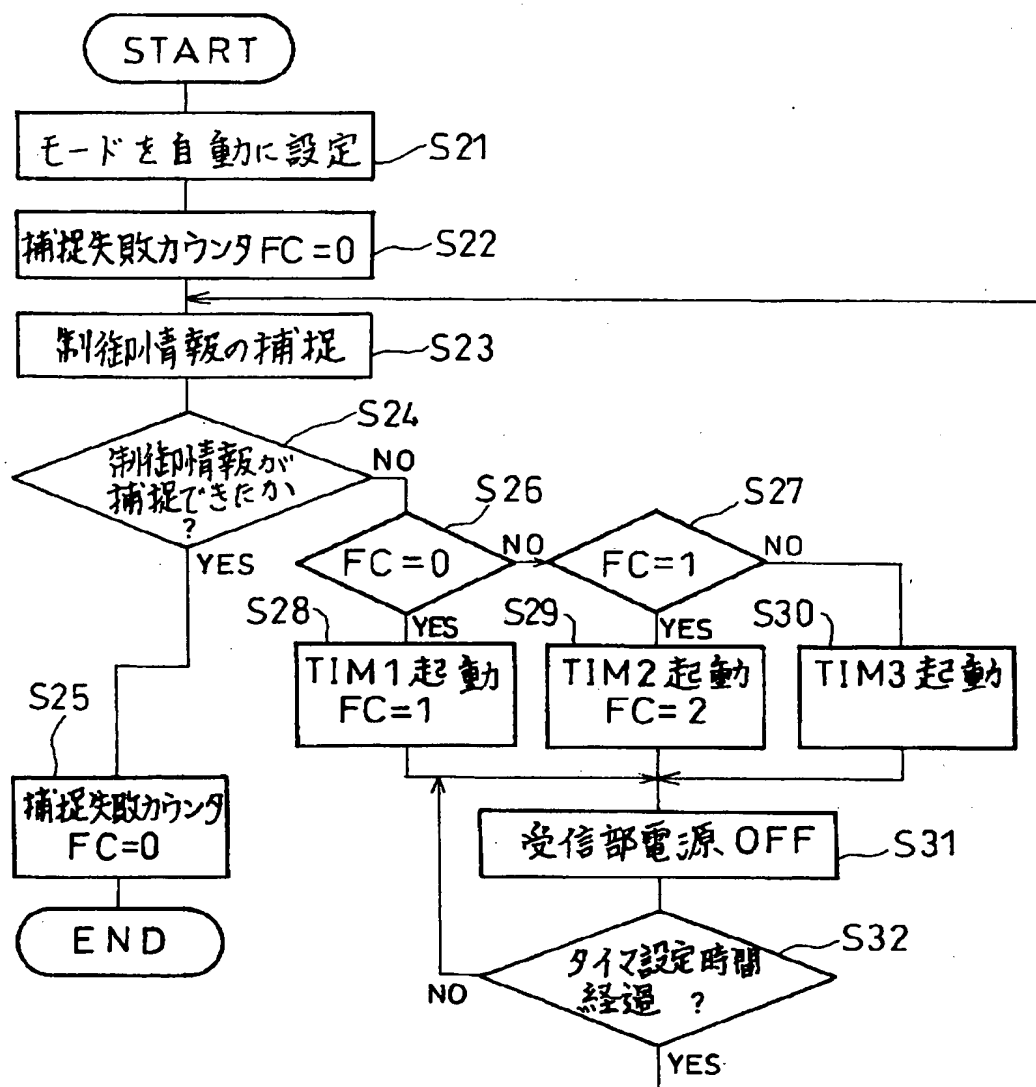 START
モードを自動に設定
S21
捕捉失敗カウンタFC=0
S22
制御情報の捕捉
S23
S24
制御情報が
捕捉できたか
?
NO
YES
S26
FC=0
NO
YES
S27
FC=1
NO
YES
S28
TIM1起動
FC=1
S29
TIM2起動
FC=2
S30
TIM3起動
S25
捕捉失敗カウンタ
FC=0
END
受信部電源OFF
S31
S32
タイマ設定時間
経過 ?
NO
YES